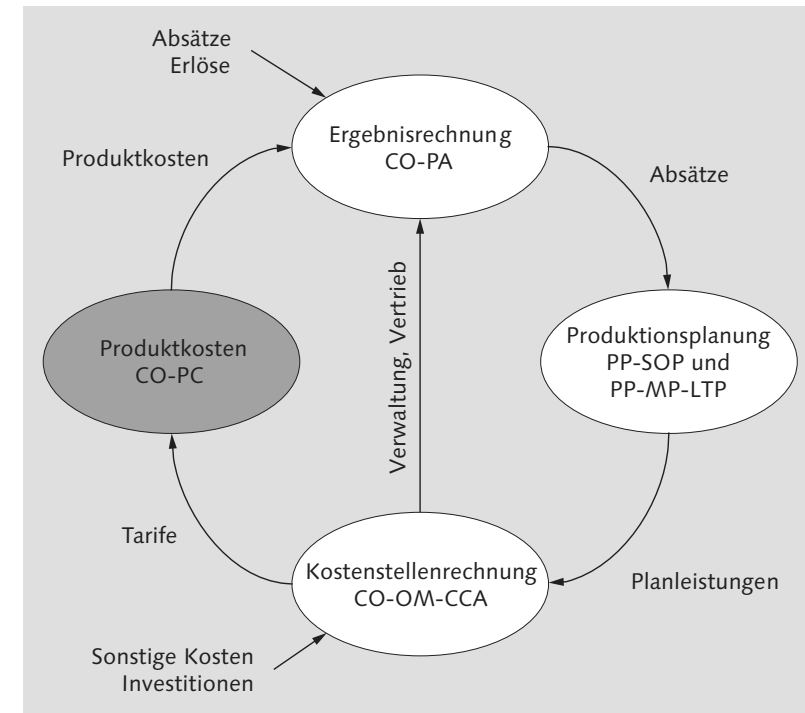 Absätze
Erlöse
Ergebnisrechnung
CO-PA
Produktkosten
Absätze
Verwaltung, Vertrieb
Produktkosten
CO-PC
Produktionsplanung
PP-SOP und
PP-MP-LTP
Tarife
Kostenstellenrechnung
CO-OM-CCA
Planleistungen
Sonstige Kosten
Investitionen